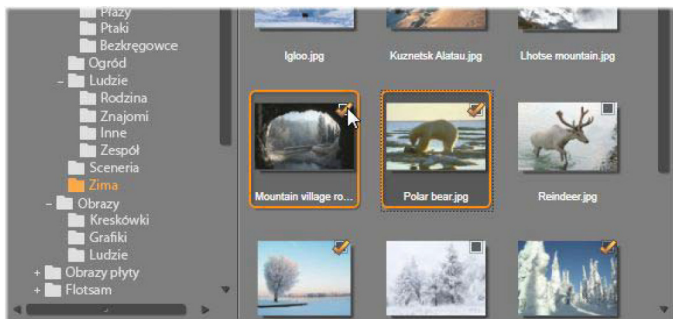 Płazy
Ptaki
Bezkręgowce
Ogród
Ludzie
Rodzina
Znajomi
Inne
Zespół
Sceneria
Zima
Obrazy
Kreskówki
Grafiki
Ludzie
Obrazy płyty
Flotsam
Igloo.jpg
Kuznetsk Alatau.jpg
Lhotse mountain.jpg
Mountain village ro...
Polar bear.jpg
Reindeer.jpg